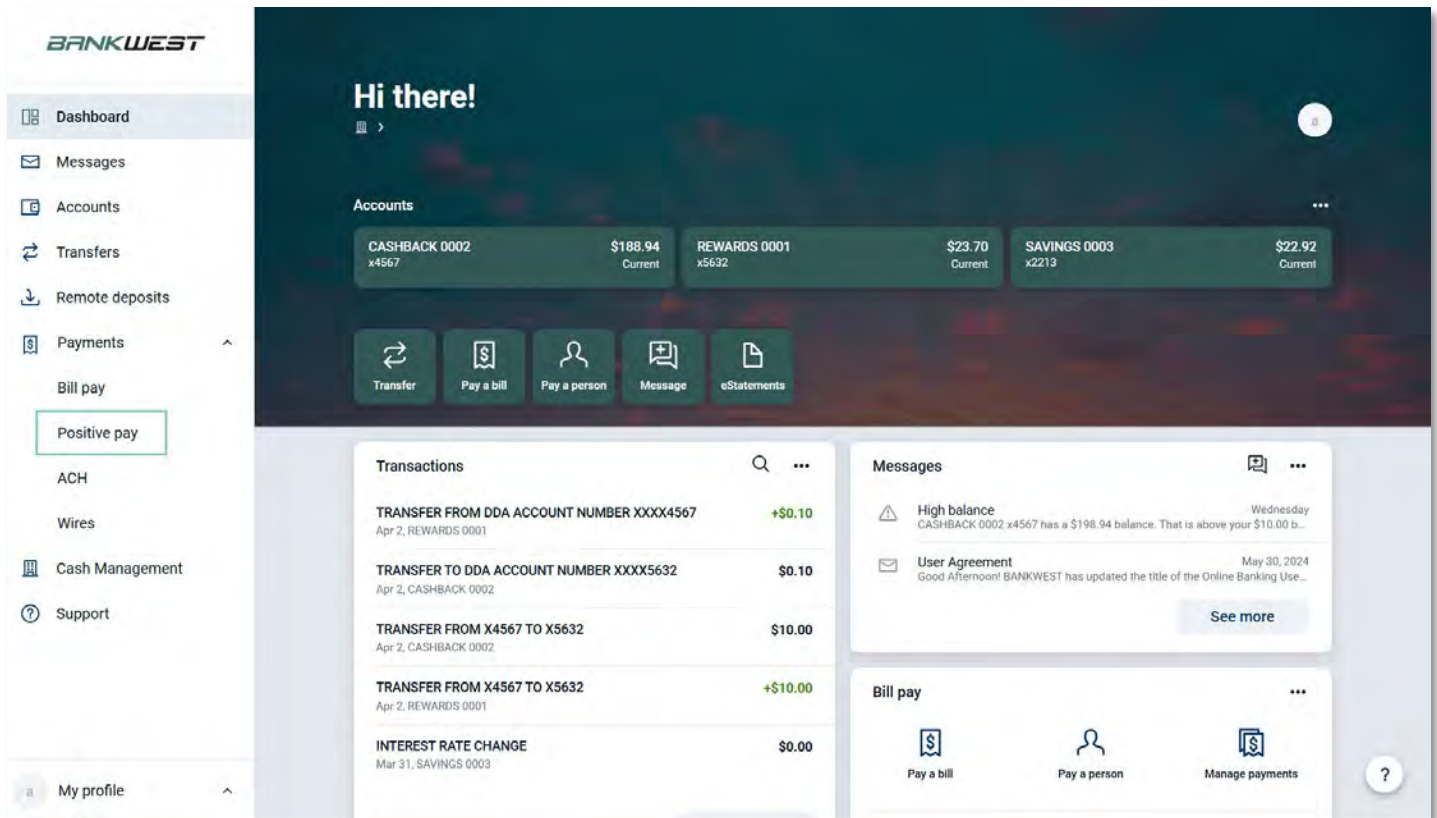 BANKWEST
Dashboard
Messages
Accounts
Transfers
Remote deposits
Payments
Bill pay
Positive pay
ACH
Wires
Cash Management
Support
a My profile
Hi there!
a
Accounts
CASHBACK 0002 $188.94
x4567 Current
REWARDS 0001 $23.70
x5632 Current
SAVINGS 0003 $22.92
x2213 Current
Transfer
Pay a bill
Pay a person
Message
eStatements
Transactions
TRANSFER FROM DDA ACCOUNT NUMBER XXXX4567 +$0.10
Apr 2, REWARDS 0001
TRANSFER TO DDA ACCOUNT NUMBER XXXX5632 $0.10
Apr 2, CASHBACK 0002
TRANSFER FROM X4567 TO X5632 $10.00
Apr 2, CASHBACK 0002
TRANSFER FROM X4567 TO X5632 +$10.00
Apr 2, REWARDS 0001
INTEREST RATE CHANGE $0.00
Mar 31, SAVINGS 0003
Messages
High balance Wednesday
CASHBACK 0002 x4567 has a $198.94 balance. That is above your $10.00 b...
User Agreement May 30, 2024
Good Afternoon! BANKWEST has updated the title of the Online Banking Use...
See more
Bill pay
Pay a bill
Pay a person
Manage payments
?